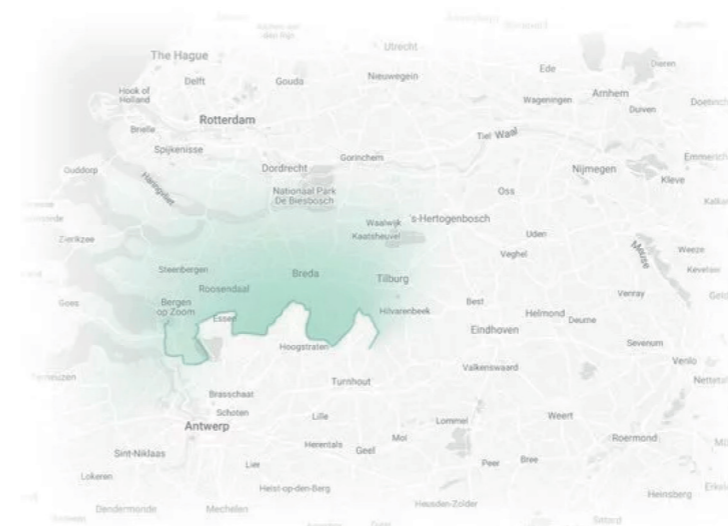 Utrecht
The Hague
Ede
Dieren
Nieuwegein
Delft
Gouda
Arnhem
Hook of
Holland
Wageningen
Duiven
Rotterdam
Brielle
Tiel
Waal
Spijkenisse
Gorinchem
Dordrecht
Nijmegen
Emmerich
Ouddorp
Kleve
Haringvliet
Nationaal Park
De Biesbosch
Oss
Waalwijk
's-Hertogenbosch
Kaatsheuvel
Uden
Zierikzee
Veghel
Meuse
Weeze
Steenbergen
Breda
Tilburg
Kevelaer
Roosendaal
Venray
Goes
Bergen
op Zoom
Best
Essen
Hilvarenbeek
Helmond
Deurne
Eindhoven
Hoogstraten
Sevenum
Venlo
Valkenswaard
Terneuzen
Turnhout
Nettetal
Brasschaat
Schoten
Lille
Lommel
Weert
Antwerp
Herentals
Mol
Roermond
Geel
Sint-Niklaas
Lier
Peer
Bree
Lokeren
Heist-op-den-Berg
Heinsberg
Dendermonde
Mechelen
Heusden-Zolder
Sittard